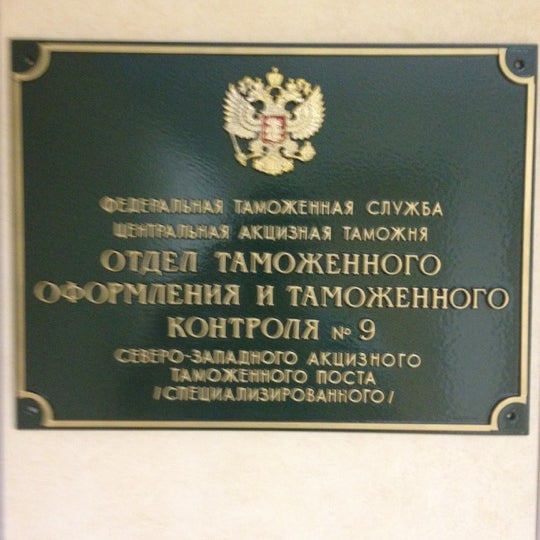 ФЕДЕРАЛЬНАЯ ТАМОЖЕННАЯ СЛУЖБА
ЦЕНТРАЛЬНАЯ АКЦИЗНАЯ ТАМОЖНЯ
ОТДЕЛ ТАМОЖЕННОГО
ОФОРМЛЕНИЯ И ТАМОЖЕННОГО
КОНТРОЛЯ № 9
СЕВЕРО-ЗАПАДНОГО АКЦИЗНОГО
ТАМОЖЕННОГО ПОСТА
/СПЕЦИАЛИЗИРОВАННОГО/